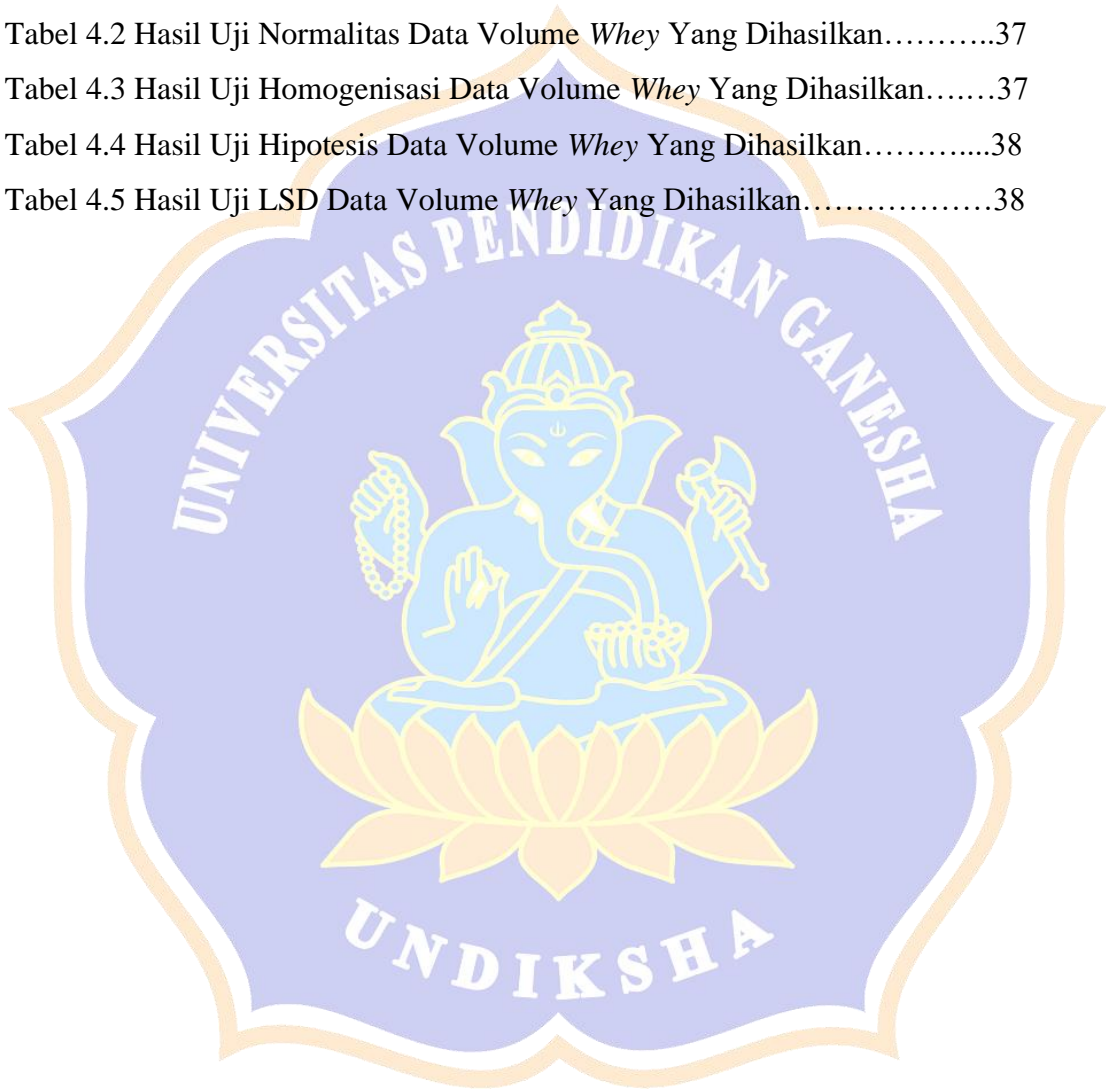 Tabel 4.2 Hasil Uji Normalitas Data Volume Whey Yang Dihasilkan………..37
Tabel 4.3 Hasil Uji Homogenisasi Data Volume Whey Yang Dihasilkan….…37
Tabel 4.4 Hasil Uji Hipotesis Data Volume Whey Yang Dihasilkan………....38
Tabel 4.5 Hasil Uji LSD Data Volume Whey Yang Dihasilkan………………38
UNIVERSITAS PENDIDIKAN GANESHA
UNDIKSHA